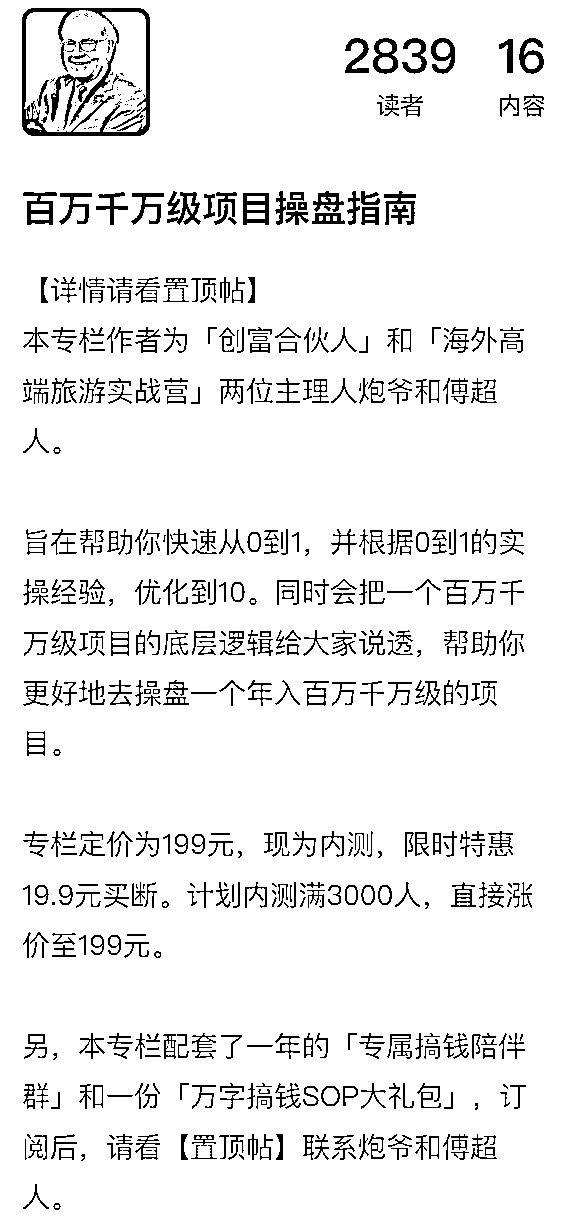 2839 16
读者 内容
百万千万级项目操盘指南
【详情请看置顶帖】
本专栏作者为「创富合伙人」和「海外高
端旅游实战营」两位主理人炮爷和傅超
人。
旨在帮助你快速从0到1，并根据0到1的实
操经验，优化到10。同时会把一个百万千
万级项目的底层逻辑给大家说透，帮助你
更好地去操盘一个年入百万千万级的项
目。
专栏定价为199元，现为内测，限时特惠
19.9元买断。计划内测满3000人，直接涨
价至199元。
另，本专栏配套了一年的「专属搞钱陪伴
群」和一份「万字搞钱SOP大礼包」，订
阅后，请看【置顶帖】联系炮爷和傅超
人。